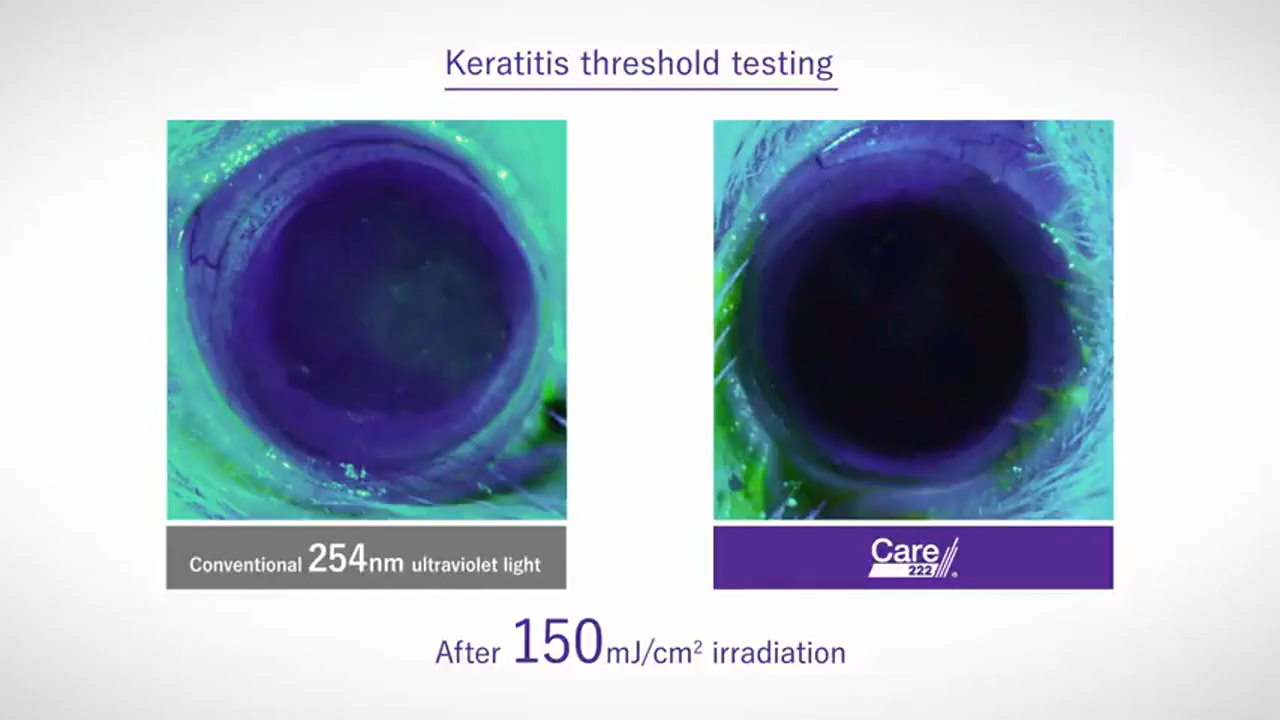 Keratitis threshold testing
Conventional 254nm ultraviolet light
Care
222
®
After 150mJ/cm² irradiation